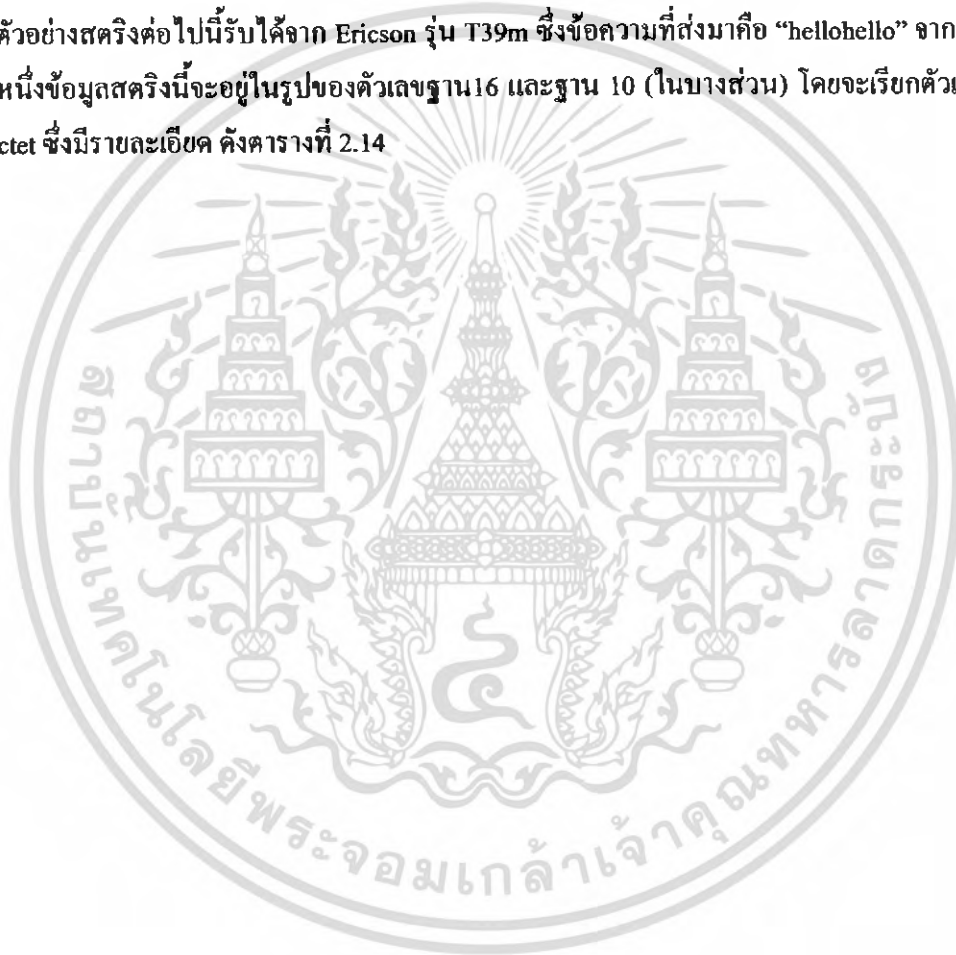 ตัวอย่างสตริงต่อไปนี้รับได้จาก Ericson รุ่น T39m ซึ่งข้อความที่ส่งมาคือ “hellohello” จาก
หนึ่งข้อมูลสตริงนี้จะอยู่ในรูปของตัวเลขฐาน16 และฐาน 10 (ในบางส่วน) โดยจะเรียกตัว
ctet ซึ่งมีรายละเอียด ดังตารางที่ 2.14
สถาบันเทคโนโลยีพระจอมเกล้าเจ้าคุณทหารลาดกระบัง